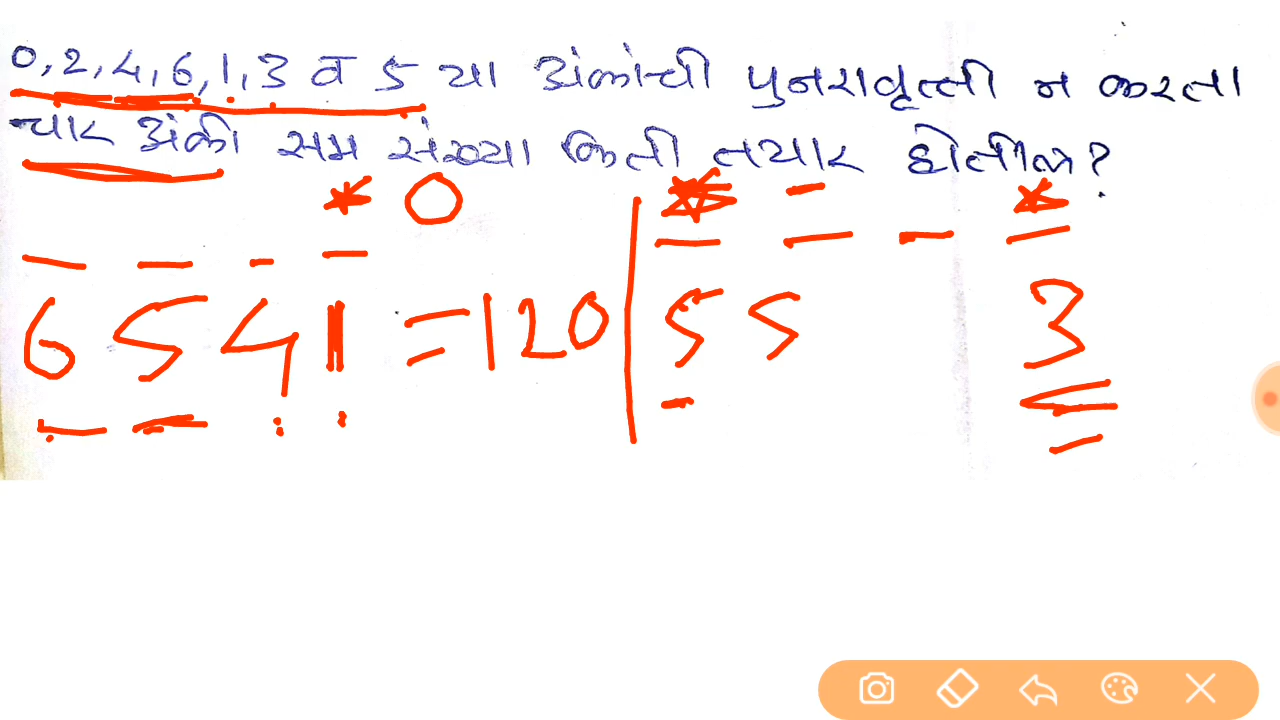 0, 2, 4, 6, 1, 3 व 5 या अंकांची पुनरावृत्ती न करता
चार अंकी सम संख्या किती तयार होतील?
0
6 5 4 1 = 120 | 5 5 3